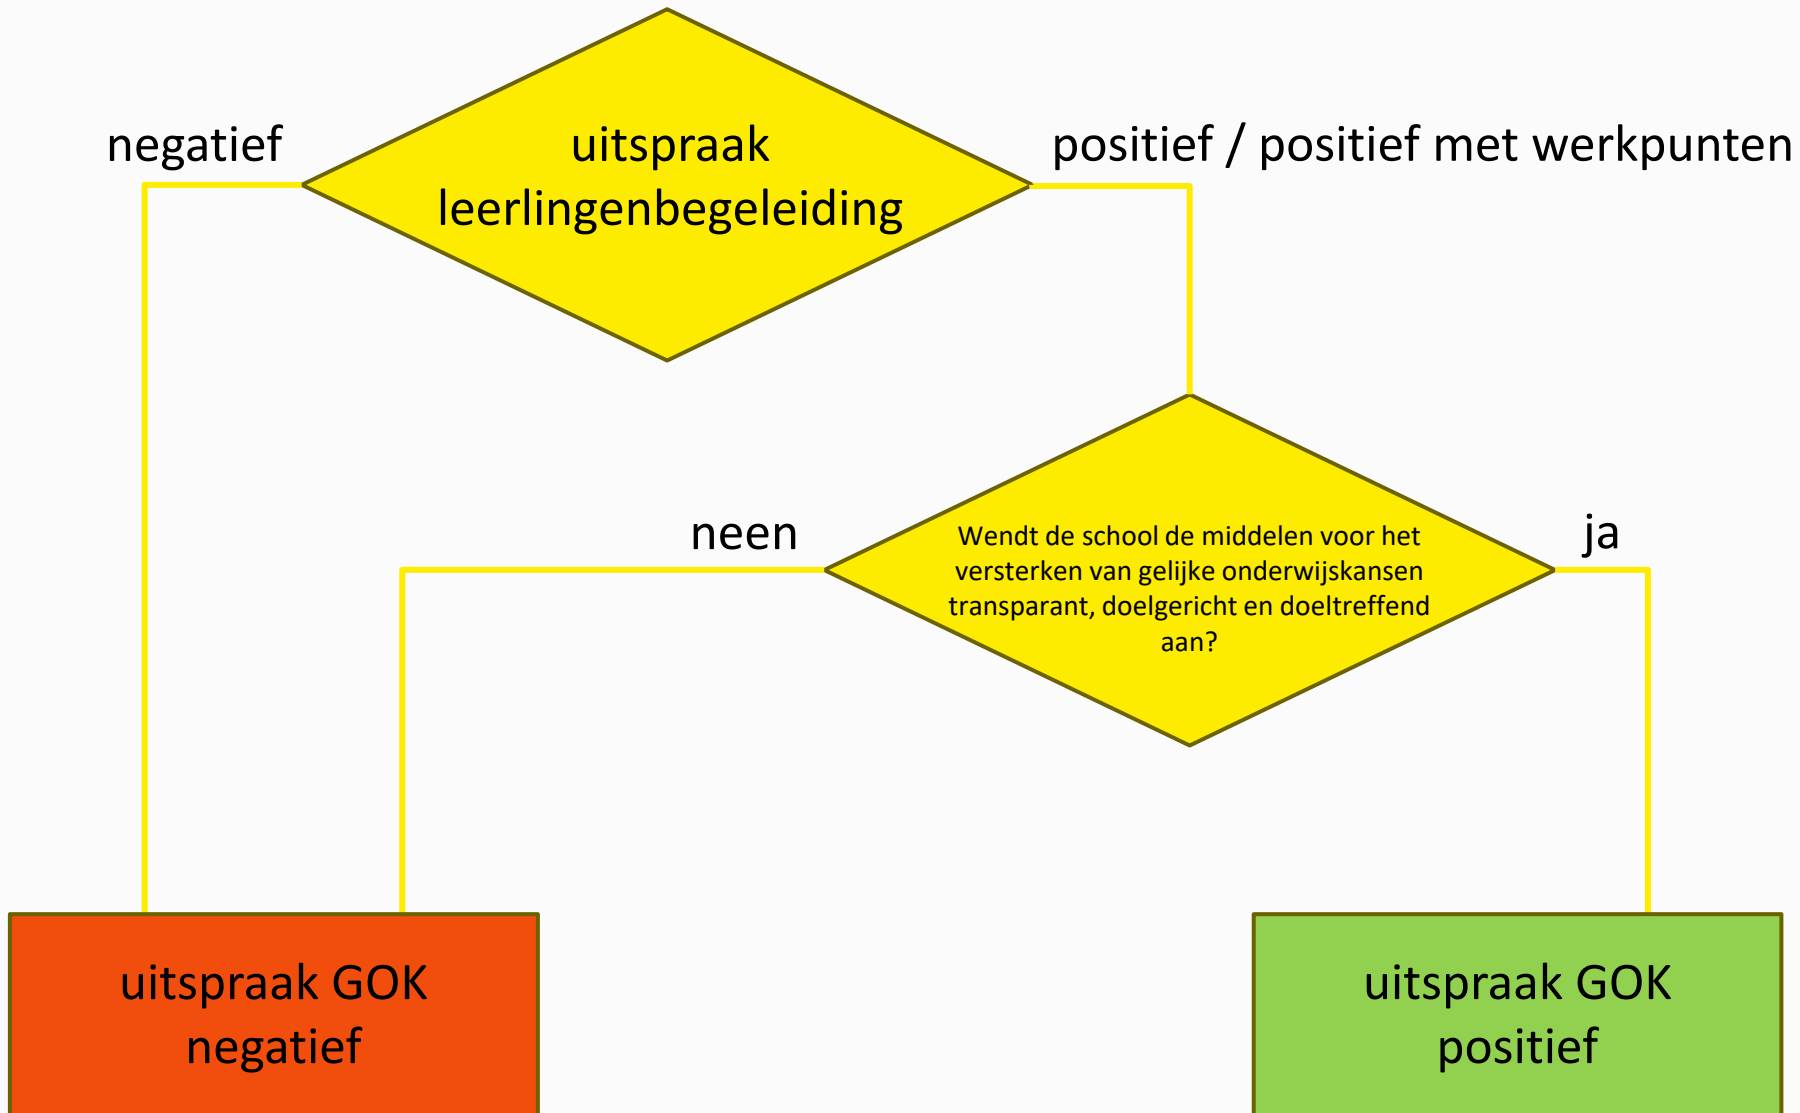 negatief
uitspraak
leerlingenbegeleiding
positief / positief met werkpunten
neen
Wendt de school de middelen voor het
versterken van gelijke onderwijskansen
transparant, doelgericht en doeltreffend
aan?
ja
uitspraak GOK
negatief
uitspraak GOK
positief